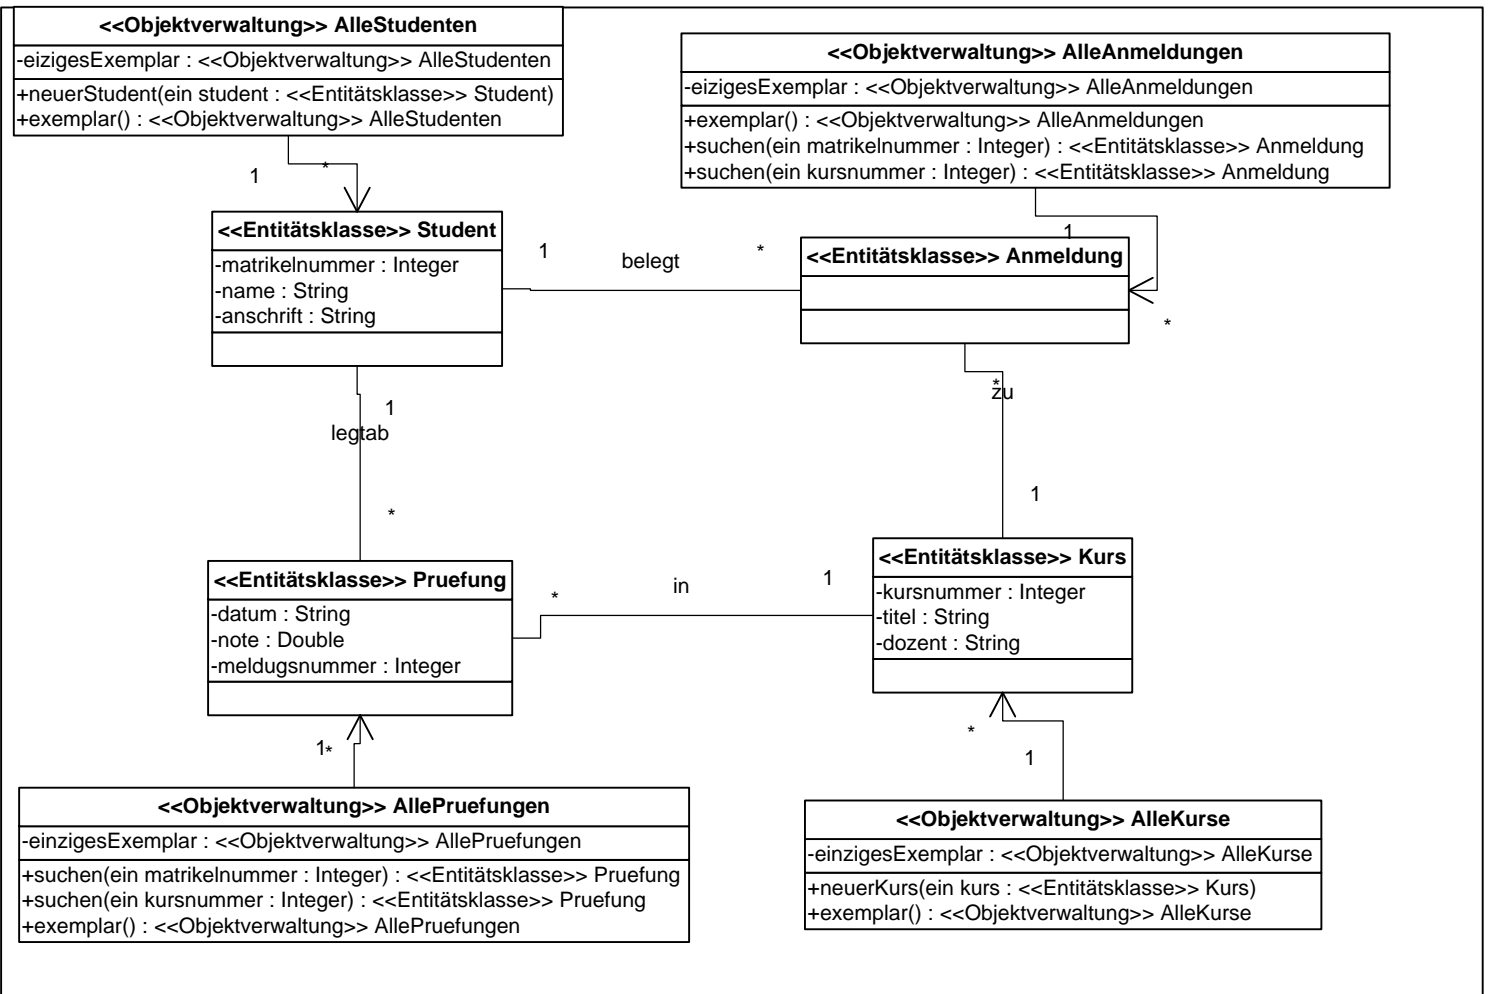 <<Objektverwaltung>> AlleStudenten
-eizigesExemplar : <<Objektverwaltung>> AlleStudenten
+neuerStudent(ein student : <<Entitätsklasse>> Student)
+exemplar() : <<Objektverwaltung>> AlleStudenten
<<Objektverwaltung>> AlleAnmeldungen
-eizigesExemplar : <<Objektverwaltung>> AlleAnmeldungen
+exemplar() : <<Objektverwaltung>> AlleAnmeldungen
+suchen(ein matrikelnummer : Integer) : <<Entitätsklasse>> Anmeldung
+suchen(ein kursnummer : Integer) : <<Entitätsklasse>> Anmeldung
1
*
1
*
<<Entitätsklasse>> Student
-matrikelnummer : Integer
-name : String
-anschrift : String
1
belegt
*
<<Entitätsklasse>> Anmeldung
1
legtab
*
*
zu
1
<<Entitätsklasse>> Pruefung
-datum : String
-note : Double
-meldugsnummer : Integer
*
in
1
<<Entitätsklasse>> Kurs
-kursnummer : Integer
-titel : String
-dozent : String
1
*
*
1
<<Objektverwaltung>> AllePruefungen
-einzigesExemplar : <<Objektverwaltung>> AllePruefungen
+suchen(ein matrikelnummer : Integer) : <<Entitätsklasse>> Pruefung
+suchen(ein kursnummer : Integer) : <<Entitätsklasse>> Pruefung
+exemplar() : <<Objektverwaltung>> AllePruefungen
<<Objektverwaltung>> AlleKurse
-einzigesExemplar : <<Objektverwaltung>> AlleKurse
+neuerKurs(ein kurs : <<Entitätsklasse>> Kurs)
+exemplar() : <<Objektverwaltung>> AlleKurse